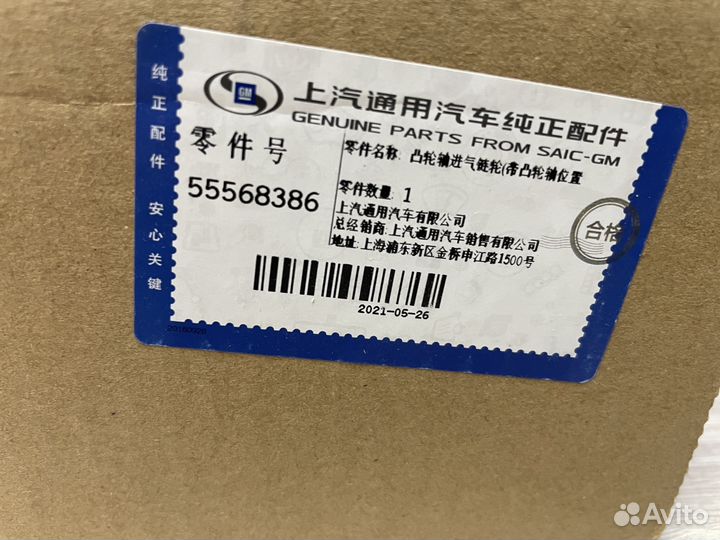 纯正配件 安心关键
GM
上汽通用汽车纯正配件
GENUINE PARTS FROM SAIC-GM
零件号
55568386
零件名称: 凸轮轴进气链轮(带凸轮轴位置
零件数量: 1
上汽通用汽车有限公司
总经销商:上汽通用汽车销售有限公司
地址:上海浦东新区金桥申江路1500号
合格
2021-05-26
20160928
Avito